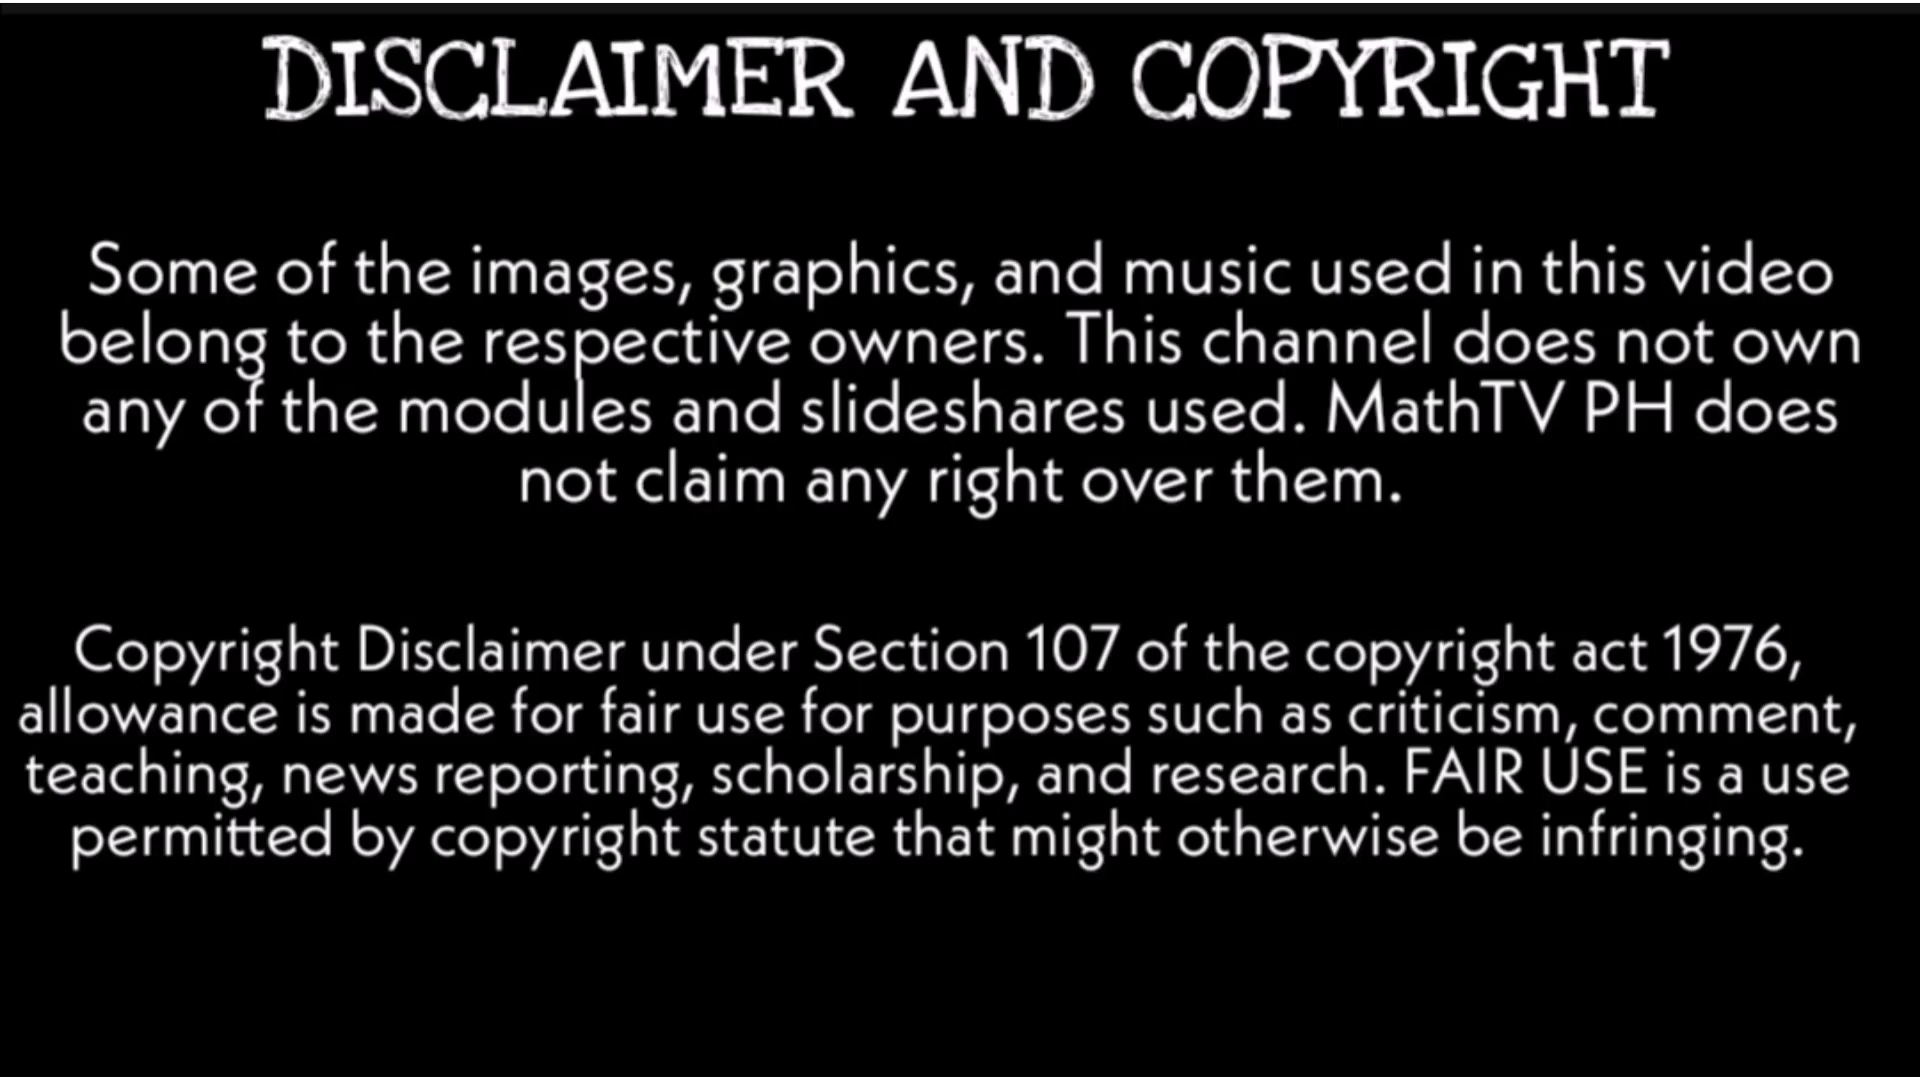 DISCLAIMER AND COPYRIGHT
Some of the images, graphics, and music used in this video
belong to the respective owners. This channel does not own
any of the modules and slideshares used. MathTV PH does
not claim any right over them.
Copyright Disclaimer under Section 107 of the copyright act 1976,
allowance is made for fair use for purposes such as criticism, comment,
teaching, news reporting, scholarship, and research. FAIR USE is a use
permitted by copyright statute that might otherwise be infringing.